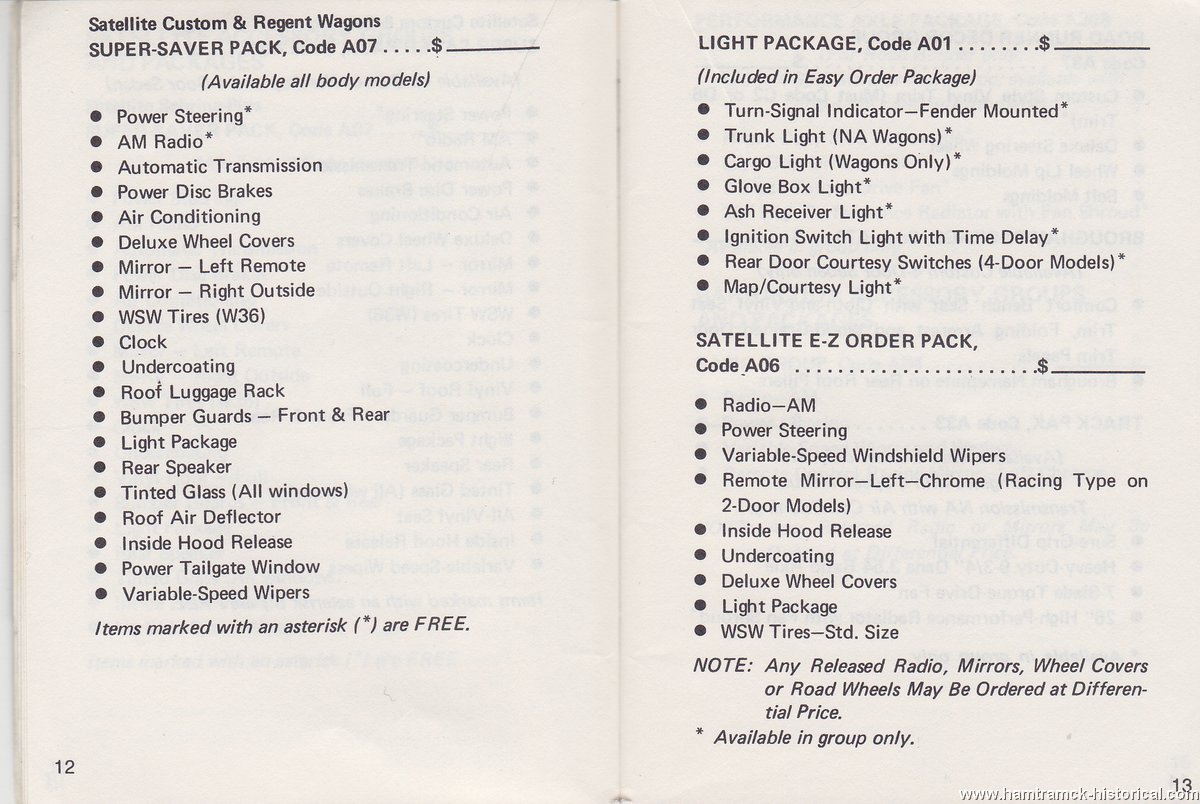 Satellite Custom & Regent Wagons
SUPER-SAVER PACK, Code A07 ......$
(Available all body models)
● Power Steering*
● AM Radio*
● Automatic Transmission
● Power Disc Brakes
● Air Conditioning
● Deluxe Wheel Covers
● Mirror — Left Remote
● Mirror — Right Outside
● WSW Tires (W36)
● Clock
● Undercoating
● Roof Luggage Rack
● Bumper Guards — Front & Rear
● Light Package
● Rear Speaker
● Tinted Glass (All windows)
● Roof Air Deflector
● Inside Hood Release
● Power Tailgate Window
● Variable-Speed Wipers
Items marked with an asterisk (*) are FREE.
12
LIGHT PACKAGE, Code A01 ........$
(Included in Easy Order Package)
● Turn-Signal Indicator—Fender Mounted*
● Trunk Light (NA Wagons)*
● Cargo Light (Wagons Only)*
● Glove Box Light*
● Ash Receiver Light*
● Ignition Switch Light with Time Delay*
● Rear Door Courtesy Switches (4-Door Models)*
● Map/Courtesy Light*
SATELLITE E-Z ORDER PACK,
Code A06 ........................$
● Radio—AM
● Power Steering
● Variable-Speed Windshield Wipers
● Remote Mirror—Left—Chrome (Racing Type on
2-Door Models)
● Inside Hood Release
● Undercoating
● Deluxe Wheel Covers
● Light Package
● WSW Tires—Std. Size
NOTE: Any Released Radio, Mirrors, Wheel Covers
or Road Wheels May Be Ordered at Differen-
tial Price.
* Available in group only.
13
www.hamtramck-historical.com